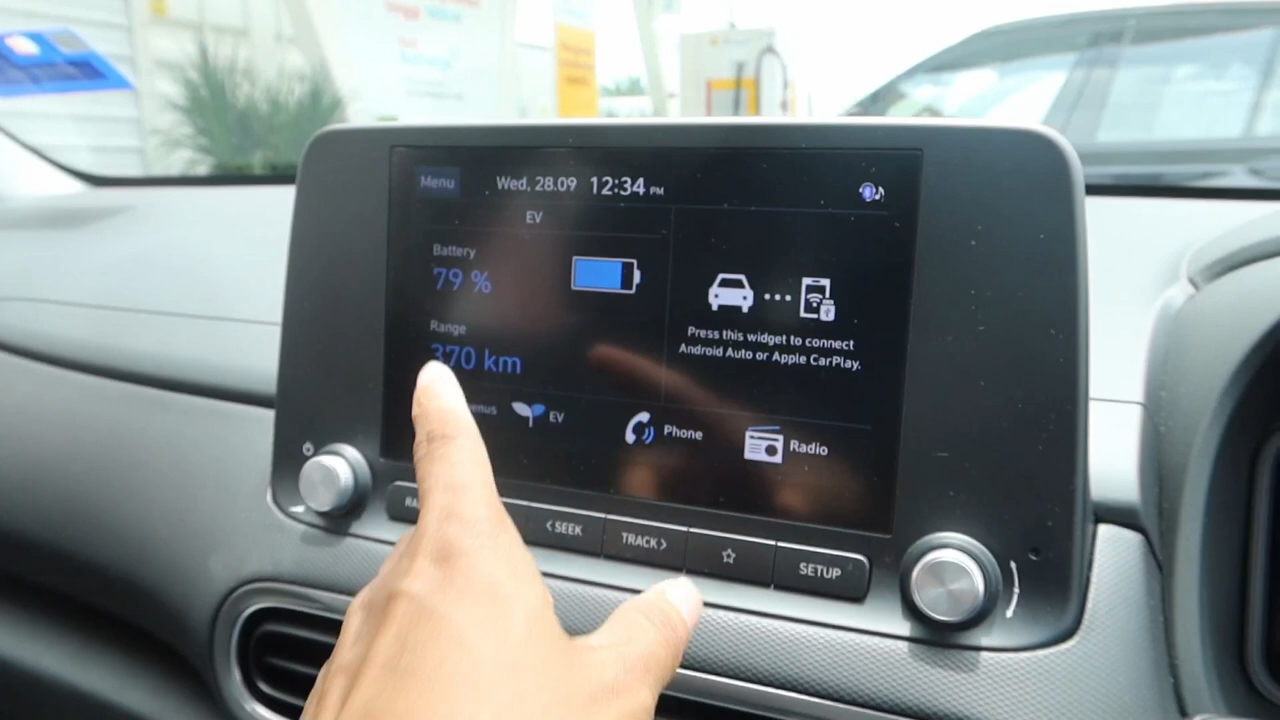 Menu
Wed, 28.09 12:34 PM
EV
Battery
79 %
Range
370 km
Press this widget to connect
Android Auto or Apple CarPlay.
EV
Phone
Radio
< SEEK
TRACK >
SETUP